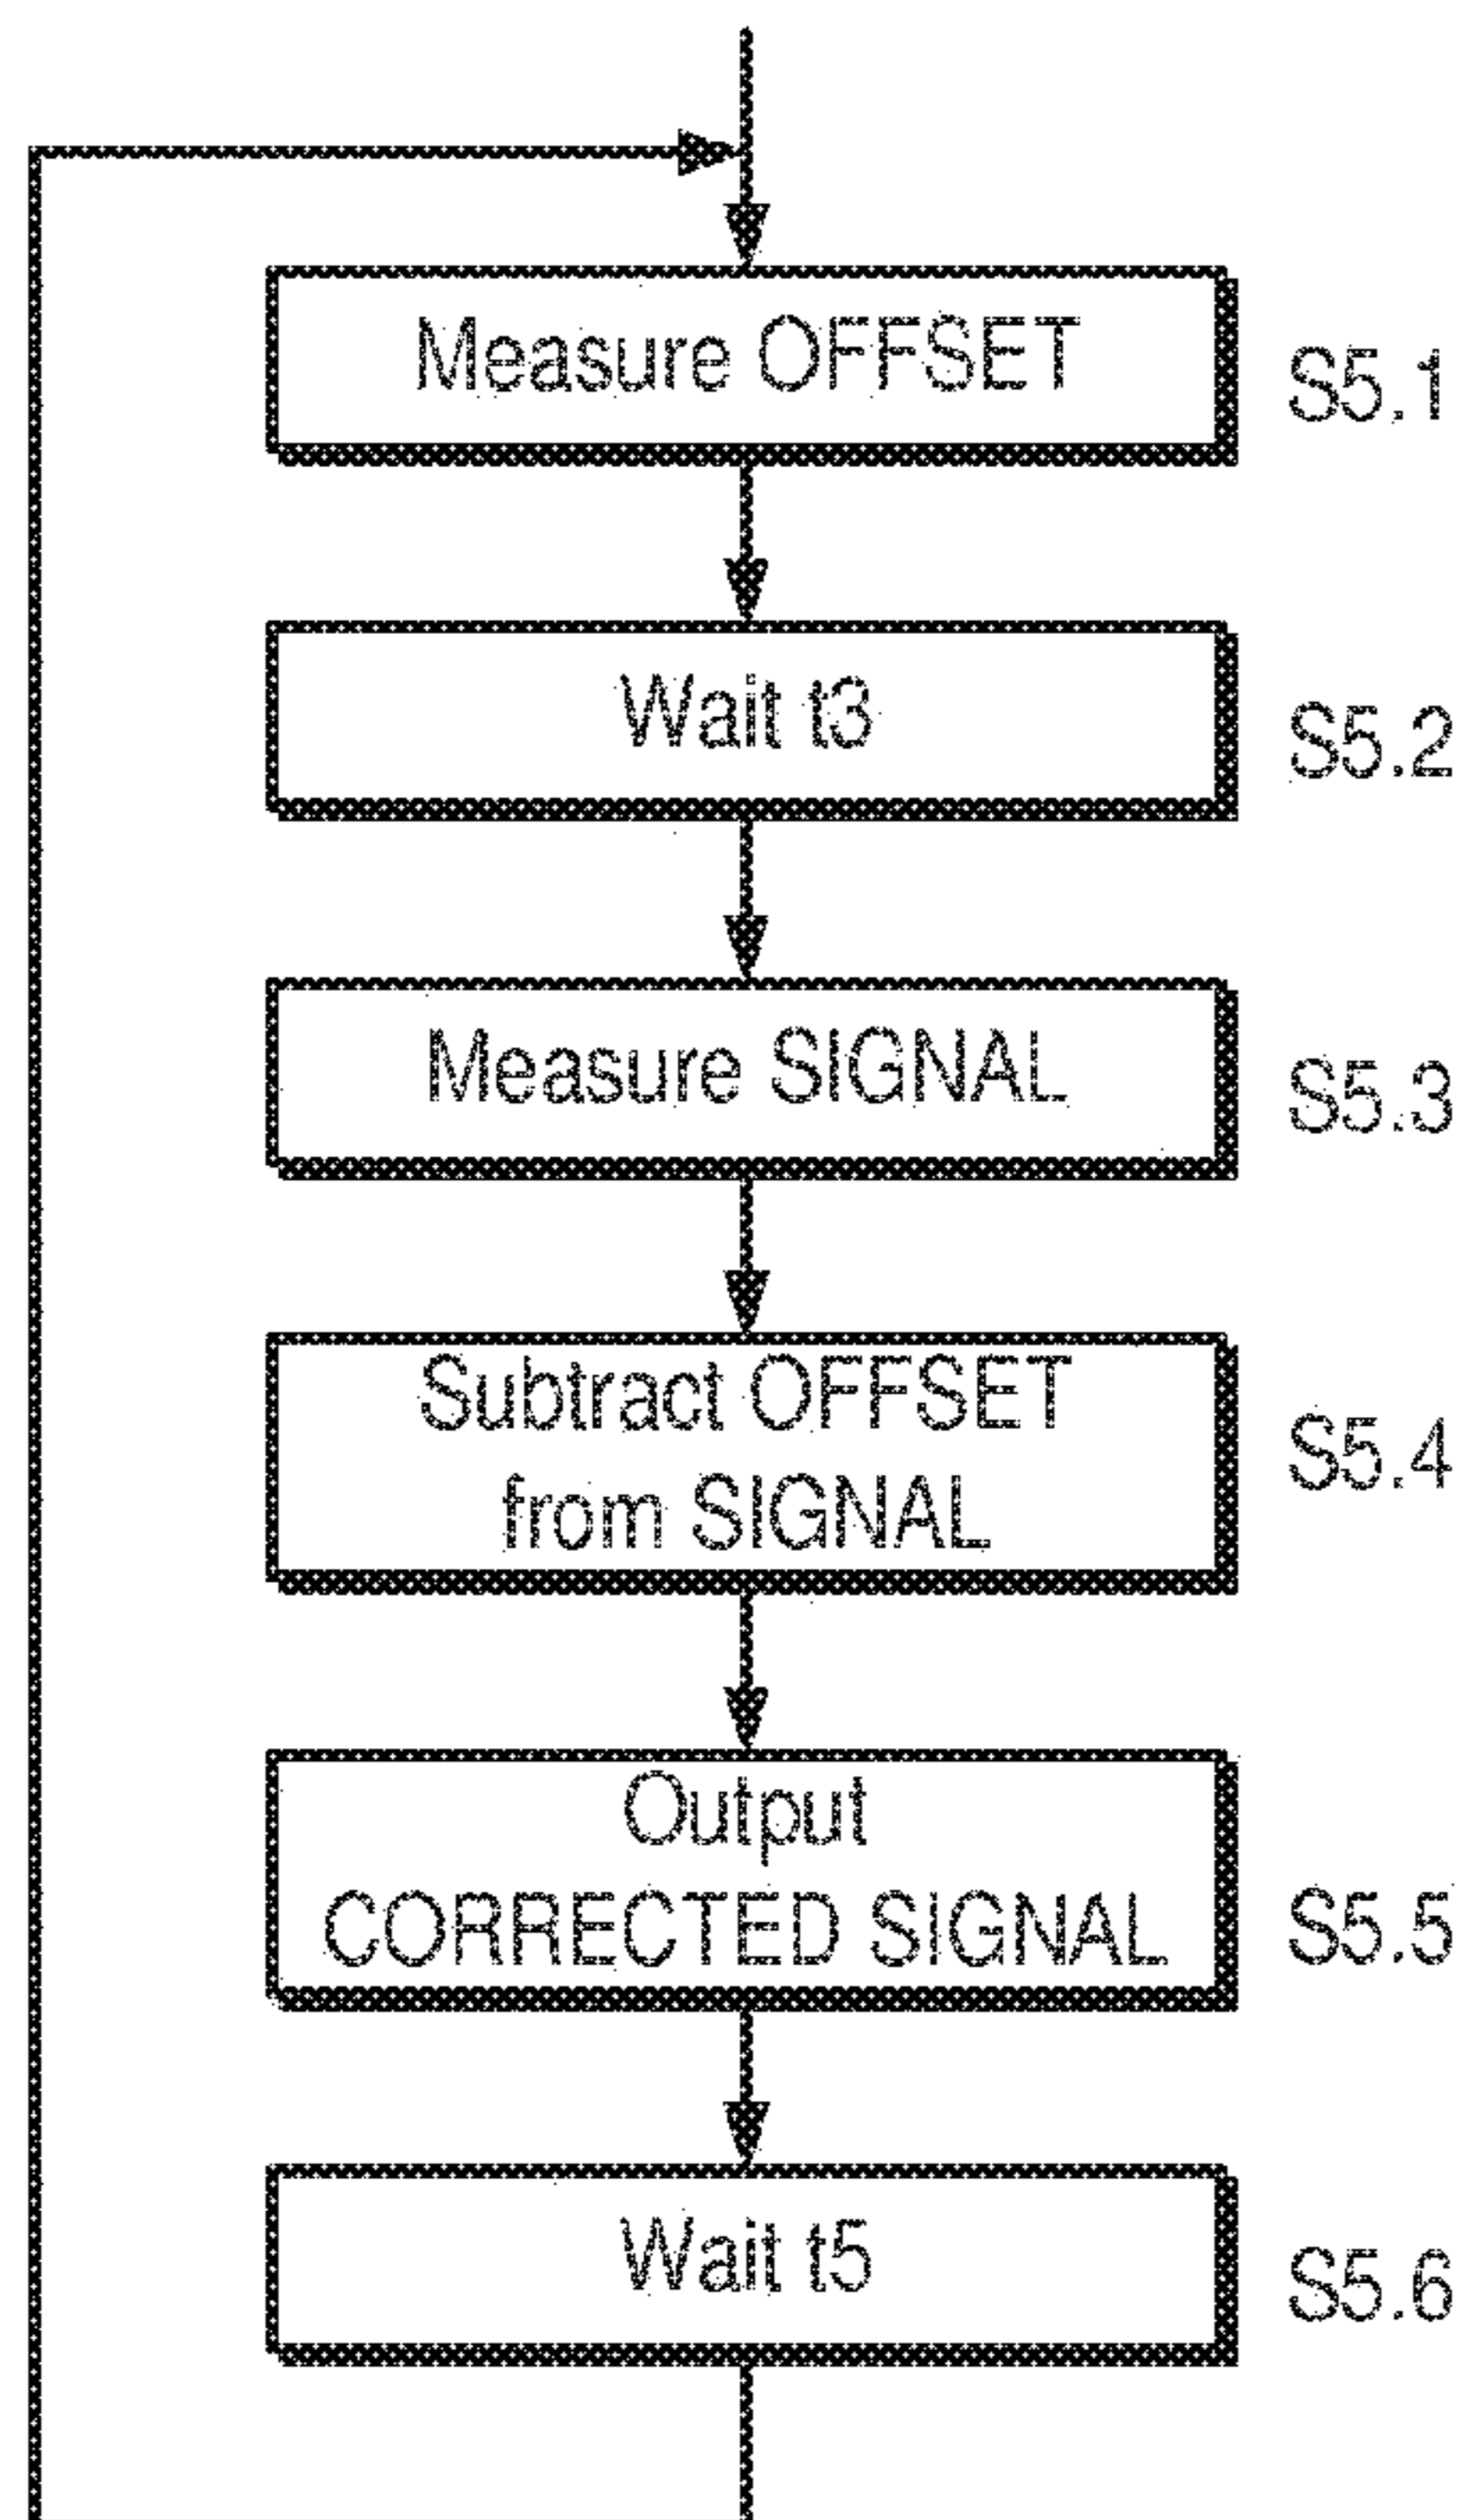 Measure OFFSET
S5.1
Wait t3
S5.2
Measure SIGNAL
S5.3
Subtract OFFSET
from SIGNAL
S5.4
Output
CORRECTED SIGNAL
S5.5
Wait t5
S5.6